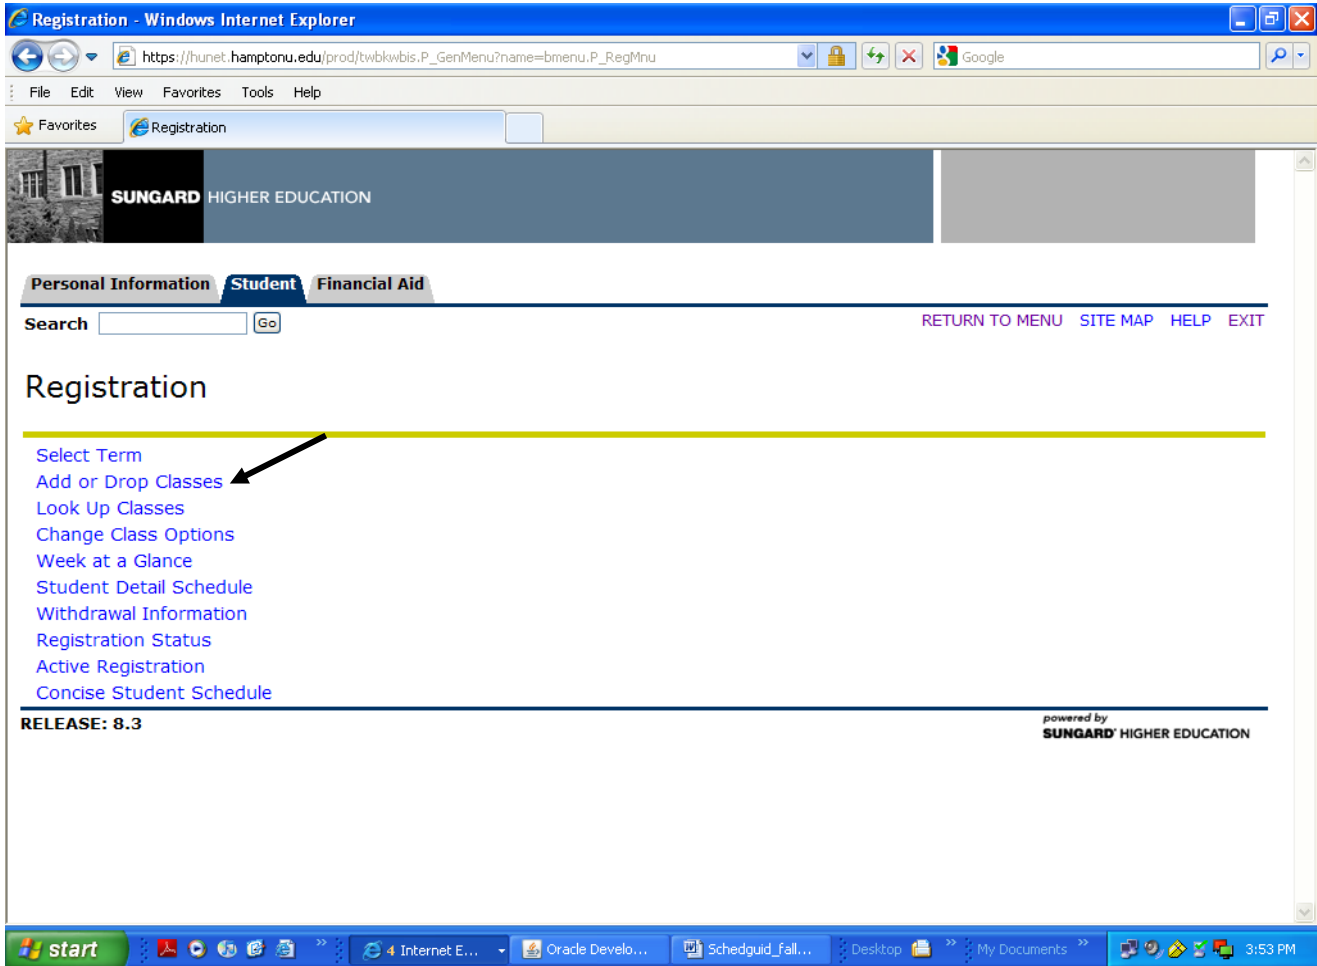 Registration - Windows Internet Explorer
https://hunet.hamptonu.edu/prod/twbkwbis.P_GenMenu?name=bmenu.P_RegMnu
Google
File Edit View Favorites Tools Help
Favorites Registration
SUNGARD HIGHER EDUCATION
Personal Information Student Financial Aid
Search Go RETURN TO MENU SITE MAP HELP EXIT
Registration
Select Term
Add or Drop Classes
Look Up Classes
Change Class Options
Week at a Glance
Student Detail Schedule
Withdrawal Information
Registration Status
Active Registration
Concise Student Schedule
RELEASE: 8.3
powered by
SUNGARD' HIGHER EDUCATION
start 4 Internet E... Oracle Develo... Schedguid_fall... Desktop » My Documents » 3:53 PM